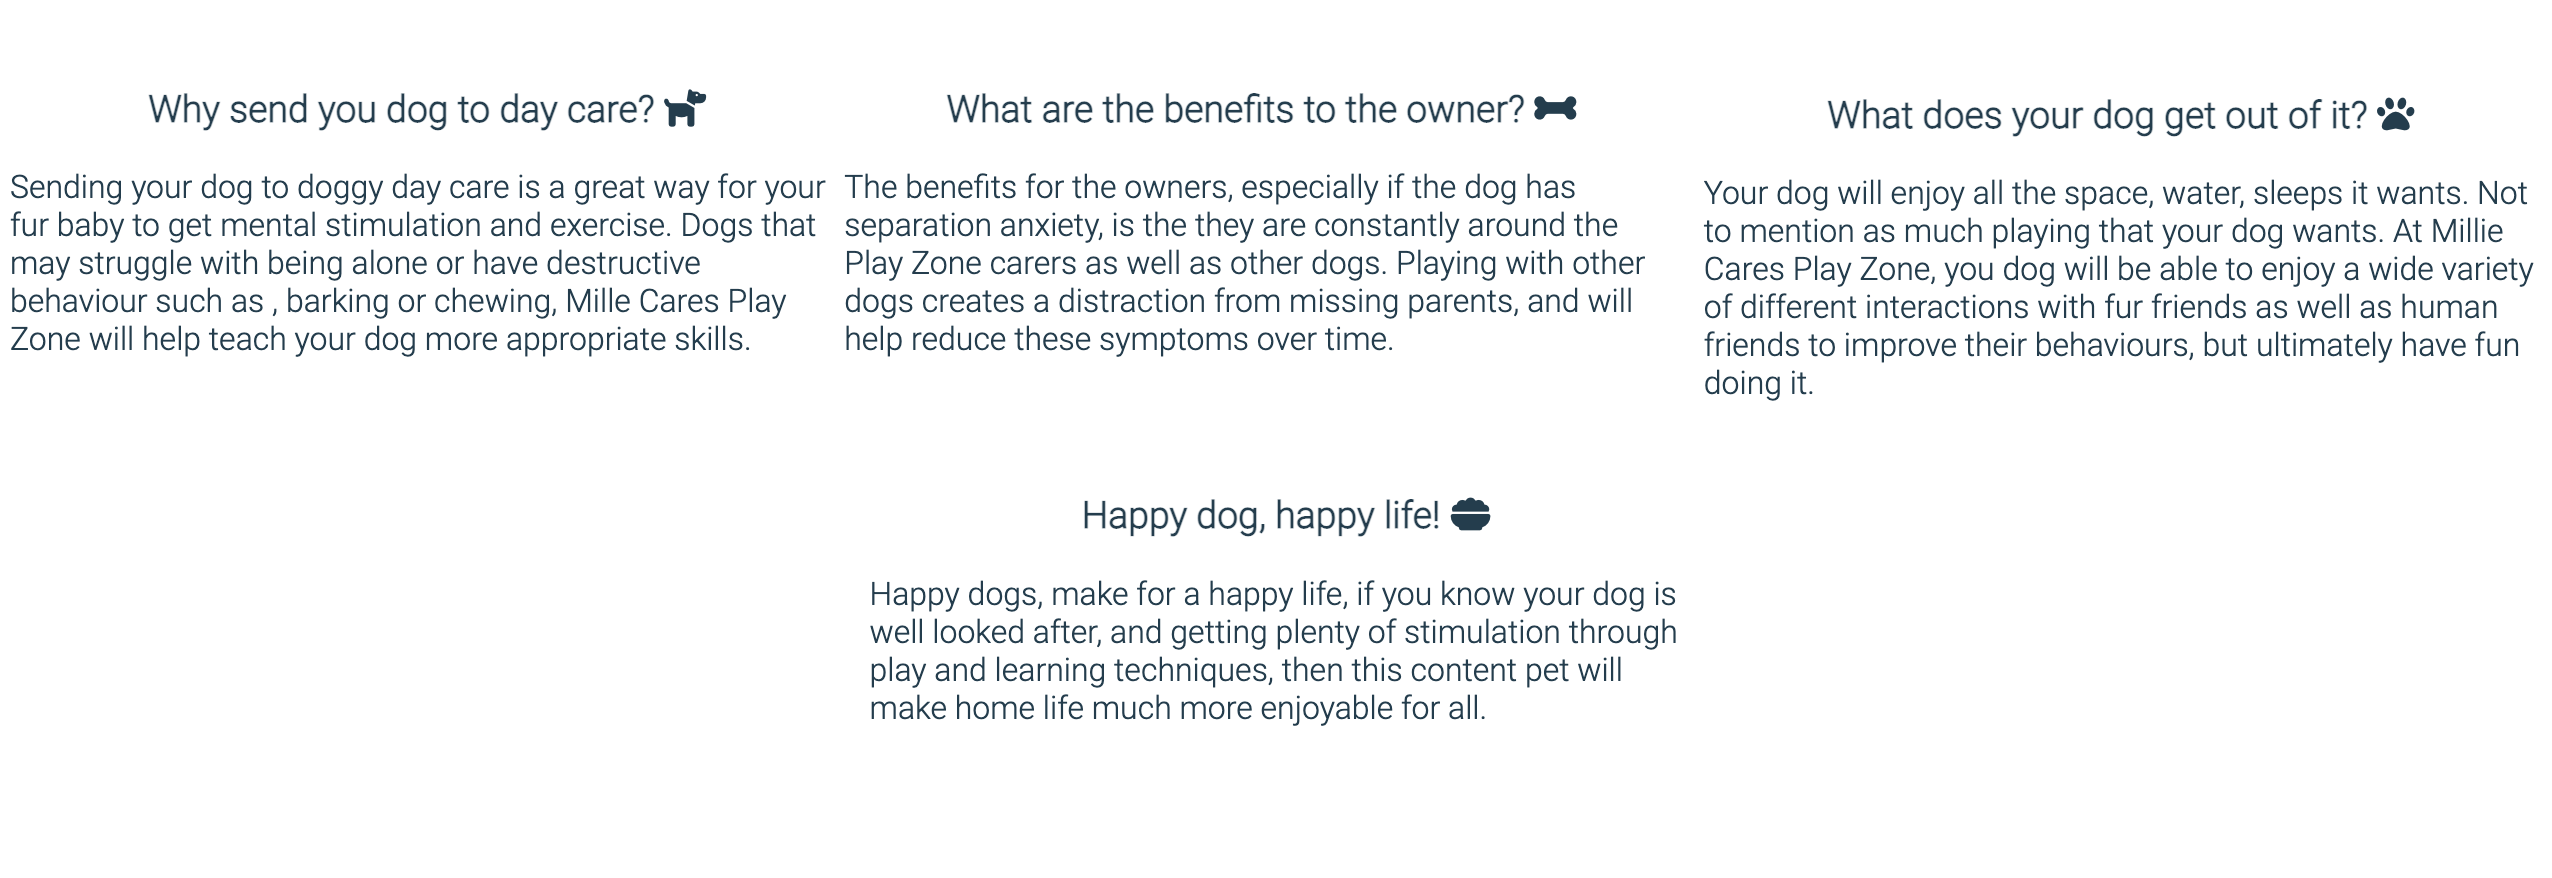 Why send you dog to day care?
Sending your dog to doggy day care is a great way for your
fur baby to get mental stimulation and exercise. Dogs that
may struggle with being alone or have destructive
behaviour such as , barking or chewing, Mille Cares Play
Zone will help teach your dog more appropriate skills.
What are the benefits to the owner?
The benefits for the owners, especially if the dog has
separation anxiety, is the they are constantly around the
Play Zone carers as well as other dogs. Playing with other
dogs creates a distraction from missing parents, and will
help reduce these symptoms over time.
What does your dog get out of it?
Your dog will enjoy all the space, water, sleeps it wants. Not
to mention as much playing that your dog wants. At Millie
Cares Play Zone, you dog will be able to enjoy a wide variety
of different interactions with fur friends as well as human
friends to improve their behaviours, but ultimately have fun
doing it.
Happy dog, happy life!
Happy dogs, make for a happy life, if you know your dog is
well looked after, and getting plenty of stimulation through
play and learning techniques, then this content pet will
make home life much more enjoyable for all.